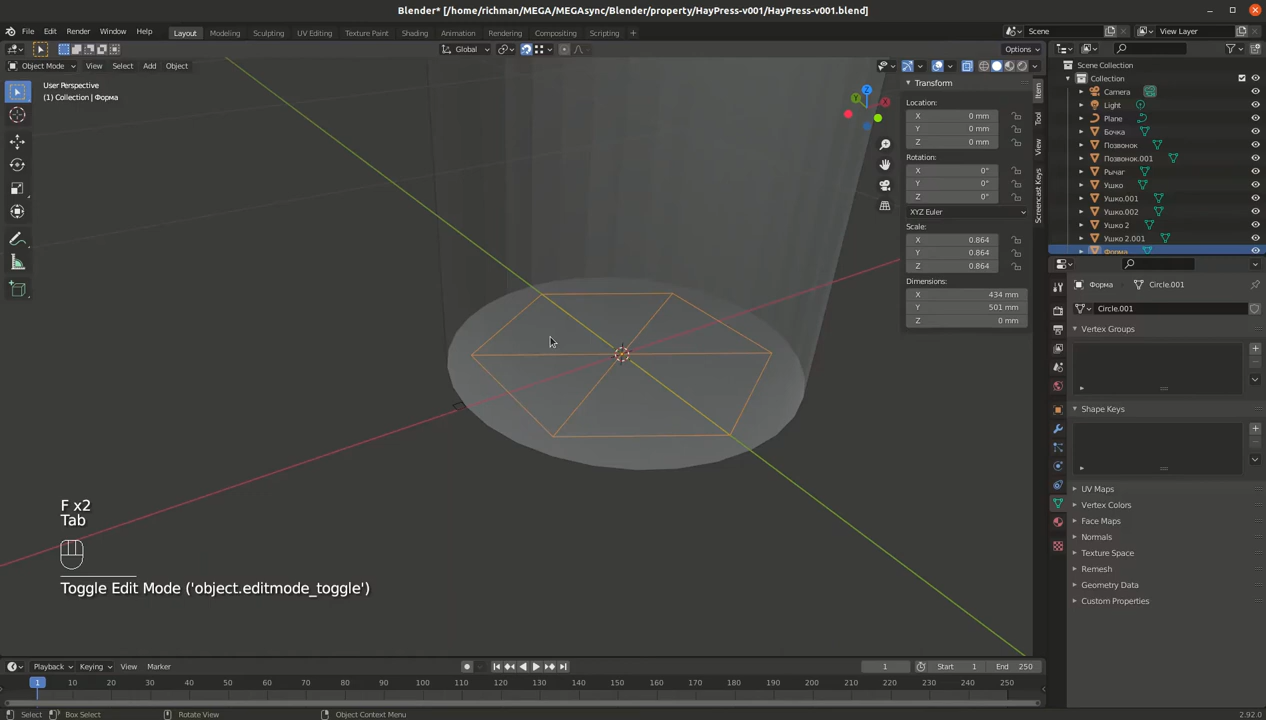 Blender* [/home/richman/MEGA/MEGAsync/Blender/property/HayPress-v001/HayPress-v001.blend]
File Edit Render Window Help Layout Modeling Sculpting UV Editing Texture Paint Shading Animation Rendering Compositing Scripting + Scene View Layer
Global Options
Object Mode View Select Add Object
User Perspective
(1) Collection | Форма
Z
Y
X
Transform
Location:
X 0 mm
Y 0 mm
Z 0 mm
Rotation:
X 0°
Y 0°
Z 0°
XYZ Euler
Scale:
X 0.864
Y 0.864
Z 0.864
Dimensions:
X 434 mm
Y 501 mm
Z 0 mm
Item
Tool
View
Screencast Keys
Scene Collection
Collection
Camera
Light
Plane
Бочка
Позвонок
Позвонок.001
Рычаг
Ушко
Ушко.001
Ушко.002
Ушко 2
Ушко 2.001
Форма
Форма Circle.001
Circle.001
Vertex Groups
Shape Keys
UV Maps
Vertex Colors
Face Maps
Normals
Texture Space
Remesh
Geometry Data
Custom Properties
F x2
Tab
Toggle Edit Mode ('object.editmode_toggle')
Playback Keying View Marker 1 Start 1 End 250
1 10 20 30 40 50 60 70 80 90 100 110 120 130 140 150 160 170 180 190 200 210 220 230 240 250
Select Box Select Rotate View Object Context Menu 2.92.0